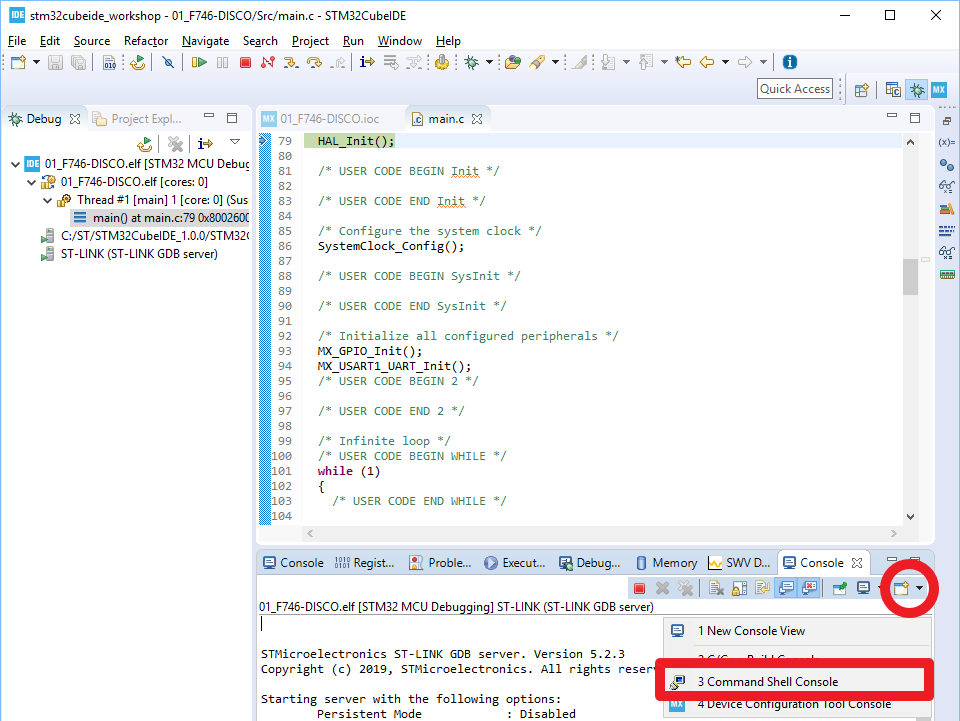 IDE stm32cubeide_workshop - 01_F746-DISCO/Src/main.c - STM32CubeIDE
File Edit Source Refactor Navigate Search Project Run Window Help
Quick Access
MX
Debug
Project Expl...
IDE 01_F746-DISCO.elf [STM32 MCU Debug
01_F746-DISCO.elf [cores: 0]
Thread #1 [main] 1 [core: 0] (Sus
main() at main.c:79 0x8002600
C:/ST/STM32CubeIDE_1.0.0/STM32C
ST-LINK (ST-LINK GDB server)
MX 01_F746-DISCO.ioc
main.c
79 HAL_Init();
80
81 /* USER CODE BEGIN Init */
82
83 /* USER CODE END Init */
84
85 /* Configure the system clock */
86 SystemClock_Config();
87
88 /* USER CODE BEGIN SysInit */
89
90 /* USER CODE END SysInit */
91
92 /* Initialize all configured peripherals */
93 MX_GPIO_Init();
94 MX_USART1_UART_Init();
95 /* USER CODE BEGIN 2 */
96
97 /* USER CODE END 2 */
98
99 /* Infinite loop */
100 /* USER CODE BEGIN WHILE */
101 while (1)
102 {
103 /* USER CODE END WHILE */
104
Console Regist... Proble... Execut... Debug... Memory SWV D... Console
01_F746-DISCO.elf [STM32 MCU Debugging] ST-LINK (ST-LINK GDB server)
STMicroelectronics ST-LINK GDB server. Version 5.2.3
Copyright (c) 2019, STMicroelectronics. All rights reser
Starting server with the following options:
Persistent Mode : Disabled
1 New Console View
3 Command Shell Console
MX 4 Device Configuration Tool Console